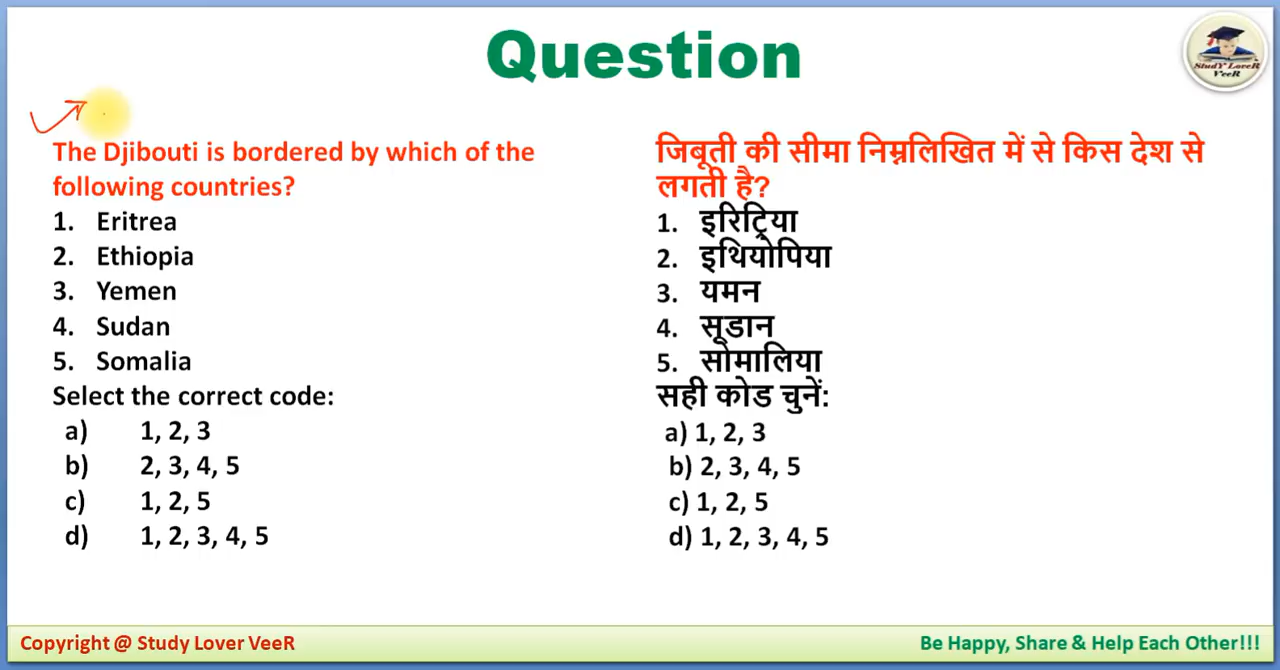 Question
StudY LoveR
VeeR
The Djibouti is bordered by which of the
following countries?
1. Eritrea
2. Ethiopia
3. Yemen
4. Sudan
5. Somalia
Select the correct code:
a) 1, 2, 3
b) 2, 3, 4, 5
c) 1, 2, 5
d) 1, 2, 3, 4, 5
जिबूती की सीमा निम्नलिखित में से किस देश से
लगती है?
1. इरिट्रिया
2. इथियोपिया
3. यमन
4. सूडान
5. सोमालिया
सही कोड चुनें:
a) 1, 2, 3
b) 2, 3, 4, 5
c) 1, 2, 5
d) 1, 2, 3, 4, 5
Copyright @ Study Lover VeeR
Be Happy, Share & Help Each Other!!!